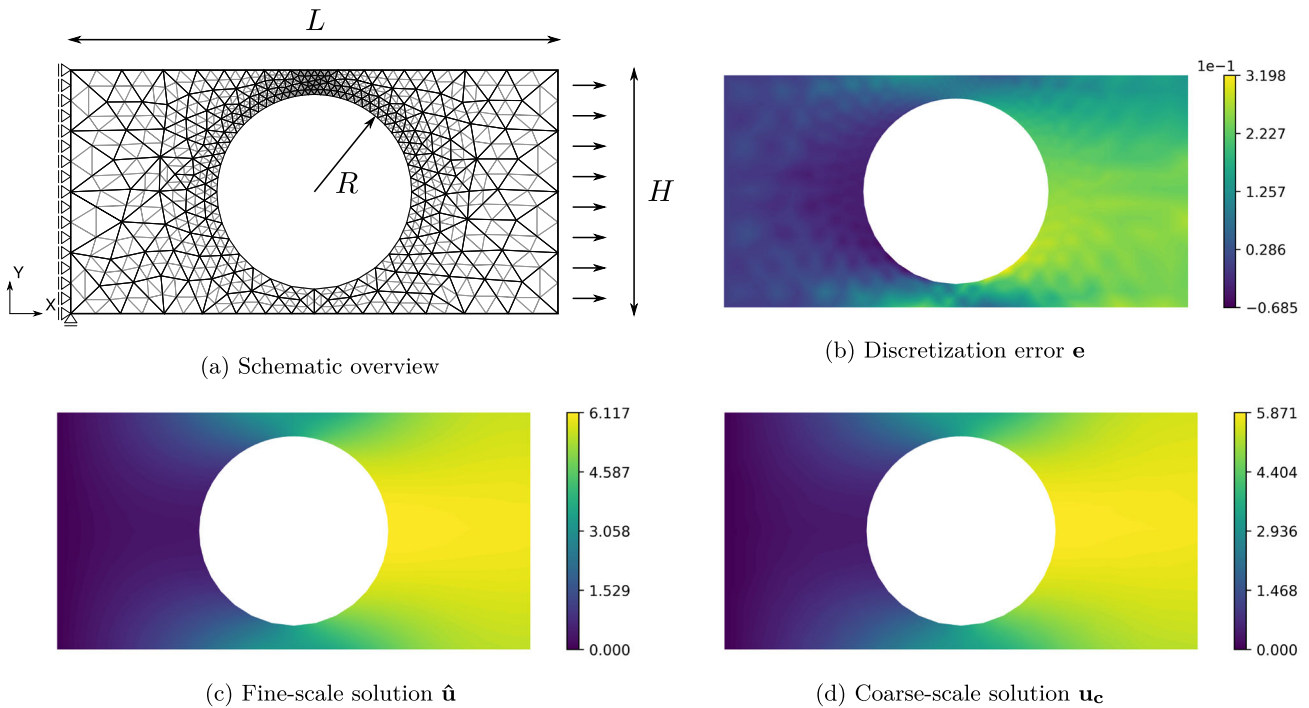 L
R
H
Y
X
(a) Schematic overview
1e−1
3.198
2.227
1.257
0.286
−0.685
(b) Discretization error e
6.117
4.587
3.058
1.529
0.000
(c) Fine-scale solution û
5.871
4.404
2.936
1.468
0.000
(d) Coarse-scale solution u_c